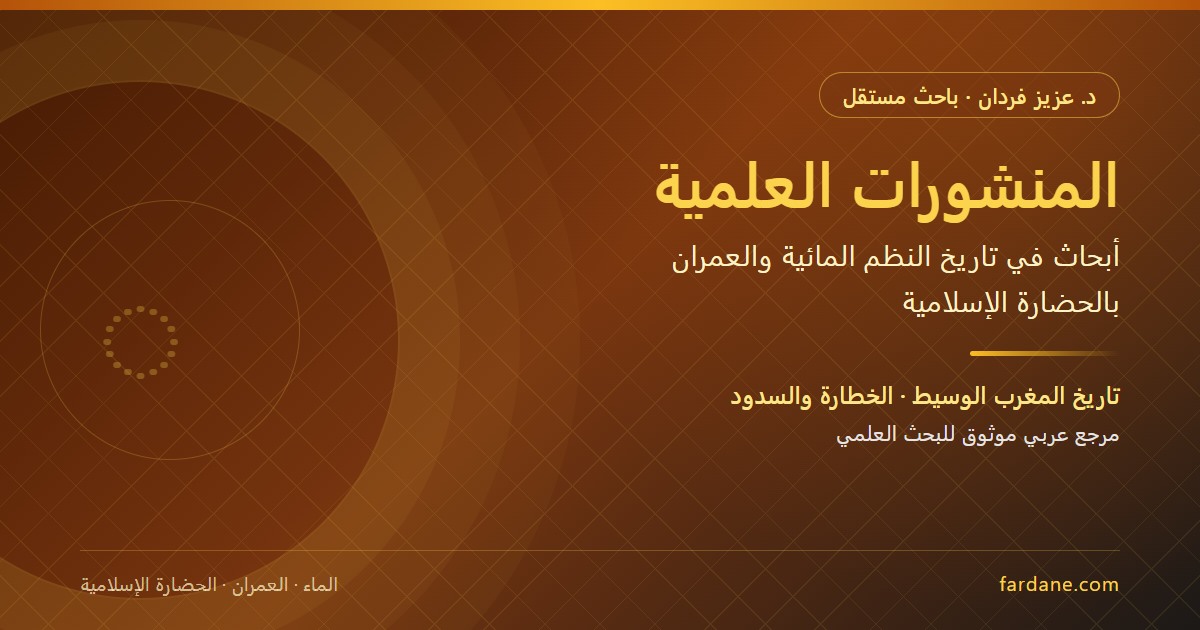 د. عزيز فردان · باحث مستقل
المنشورات العلمية
أبحاث في تاريخ النظم المائية والعمران
بالحضارة الإسلامية
تاريخ المغرب الوسيط · الخطارة والسدود
مرجع عربي موثوق للبحث العلمي
fardane.com
الماء · العمران · الحضارة الإسلامية